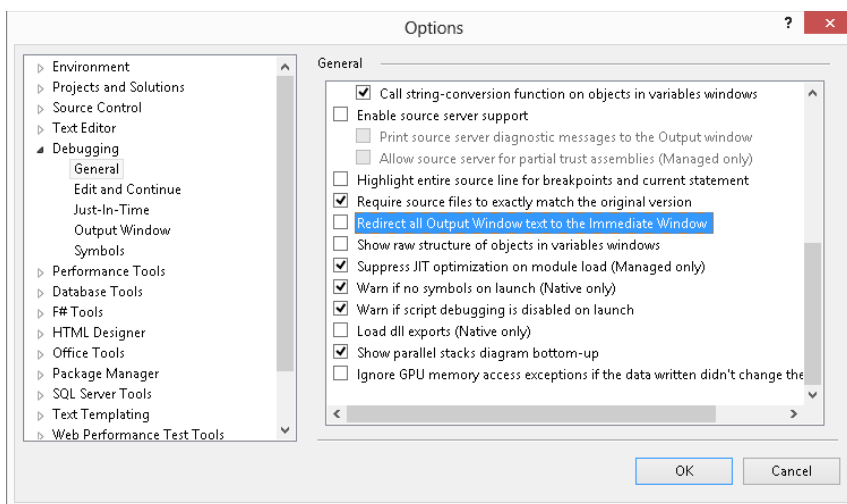 Options
?
×
Environment
Projects and Solutions
Source Control
Text Editor
Debugging
General
Edit and Continue
Just-In-Time
Output Window
Symbols
Performance Tools
Database Tools
F# Tools
HTML Designer
Office Tools
Package Manager
SQL Server Tools
Text Templating
Web Performance Test Tools
General
Call string-conversion function on objects in variables windows
Enable source server support
Print source server diagnostic messages to the Output window
Allow source server for partial trust assemblies (Managed only)
Highlight entire source line for breakpoints and current statement
Require source files to exactly match the original version
Redirect all Output Window text to the Immediate Window
Show raw structure of objects in variables windows
Suppress JIT optimization on module load (Managed only)
Warn if no symbols on launch (Native only)
Warn if script debugging is disabled on launch
Load dll exports (Native only)
Show parallel stacks diagram bottom-up
Ignore GPU memory access exceptions if the data written didn't change the
OK
Cancel